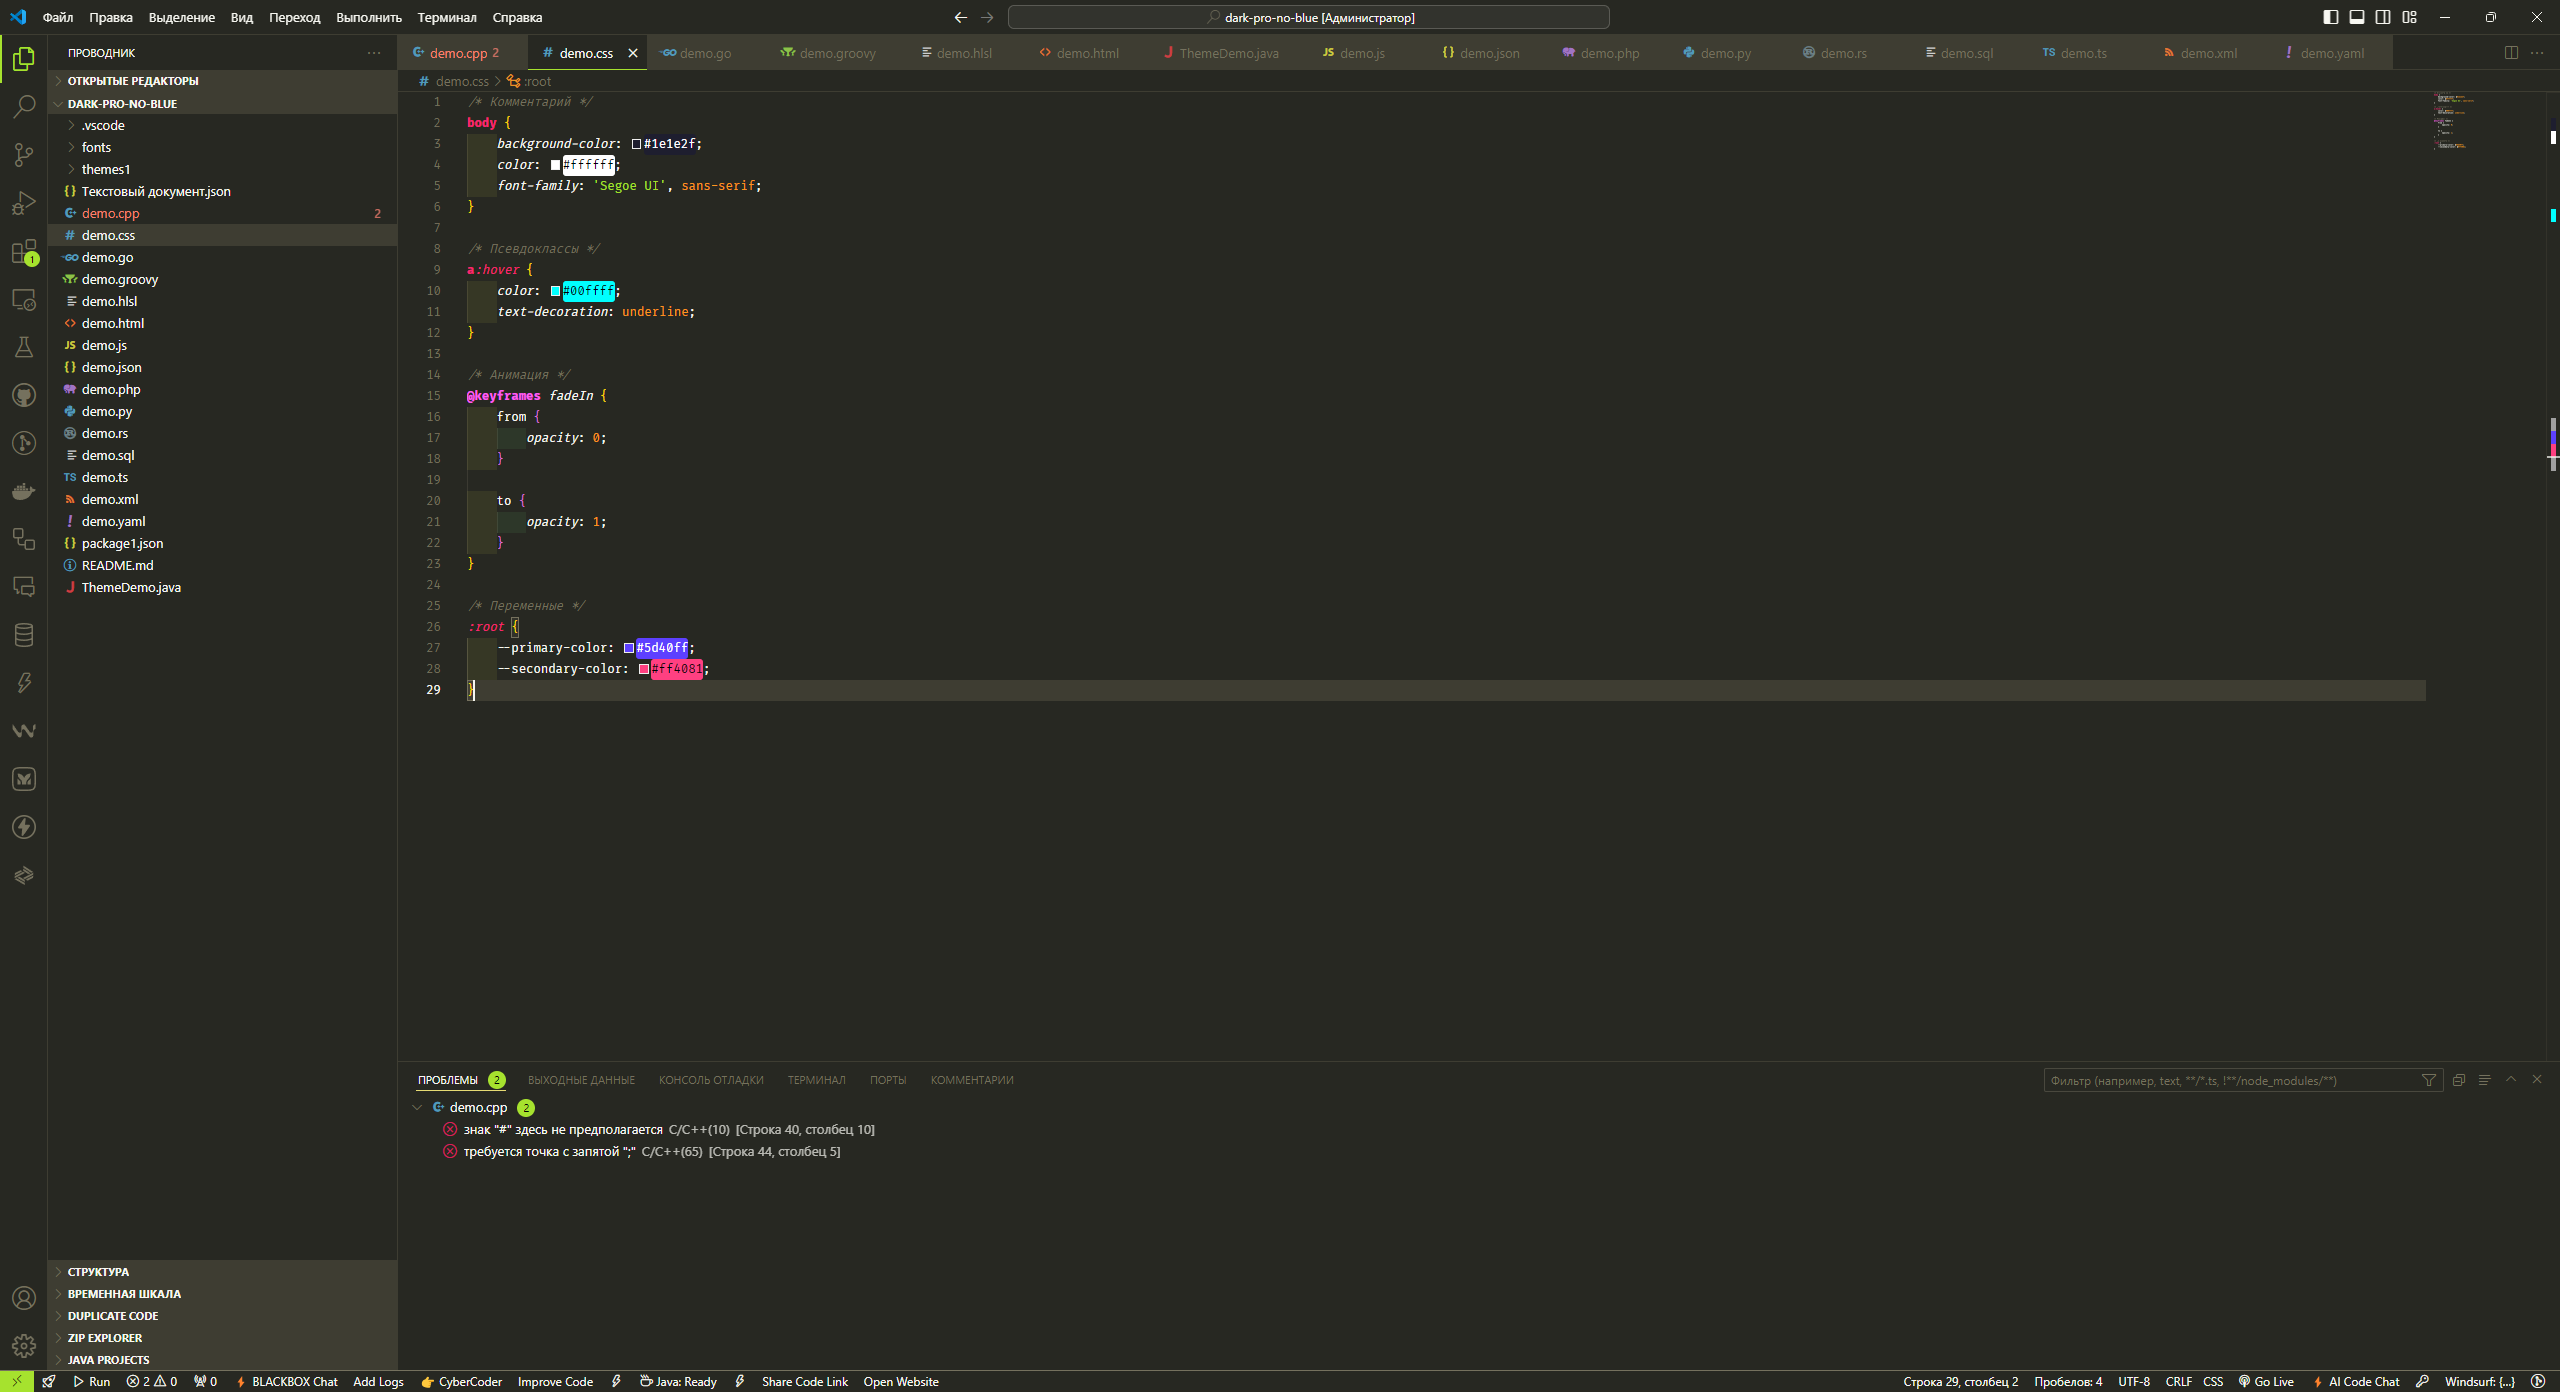 Файл Правка Выделение Вид Переход Выполнить Терминал Справка
dark-pro-no-blue [Администратор]
ПРОВОДНИК
ОТКРЫТЫЕ РЕДАКТОРЫ
DARK-PRO-NO-BLUE
.vscode
fonts
themes1
{} Текстовый документ.json
demo.cpp 2
# demo.css
GO demo.go
demo.groovy
demo.hlsl
<> demo.html
JS demo.js
{} demo.json
demo.php
demo.py
demo.rs
demo.sql
TS demo.ts
demo.xml
! demo.yaml
{} package1.json
README.md
J ThemeDemo.java
1
СТРУКТУРА
ВРЕМЕННАЯ ШКАЛА
DUPLICATE CODE
ZIP EXPLORER
JAVA PROJECTS
demo.cpp 2 # demo.css GO demo.go demo.groovy demo.hlsl <> demo.html J ThemeDemo.java JS demo.js {} demo.json demo.php demo.py demo.rs demo.sql TS demo.ts demo.xml ! demo.yaml
# demo.css > :root
1 /* Комментарий */
2 body {
3 background-color: #1e1e2f;
4 color: #ffffff;
5 font-family: 'Segoe UI', sans-serif;
6 }
7
8 /* Псевдоклассы */
9 a:hover {
10 color: #00ffff;
11 text-decoration: underline;
12 }
13
14 /* Анимация */
15 @keyframes fadeIn {
16 from {
17 opacity: 0;
18 }
19
20 to {
21 opacity: 1;
22 }
23 }
24
25 /* Переменные */
26 :root {
27 --primary-color: #5d40ff;
28 --secondary-color: #ff4081;
29 }
ПРОБЛЕМЫ 2 ВЫХОДНЫЕ ДАННЫЕ КОНСОЛЬ ОТЛАДКИ ТЕРМИНАЛ ПОРТЫ КОММЕНТАРИИ
Фильтр (например, text, **/*.ts, !**/node_modules/**)
demo.cpp 2
знак "#" здесь не предполагается C/C++(10) [Строка 40, столбец 10]
требуется точка с запятой ";" C/C++(65) [Строка 44, столбец 5]
Run 2 0 0 BLACKBOX Chat Add Logs CyberCoder Improve Code Java: Ready Share Code Link Open Website Строка 29, столбец 2 Пробелов: 4 UTF-8 CRLF CSS Go Live AI Code Chat Windsurf: {...}